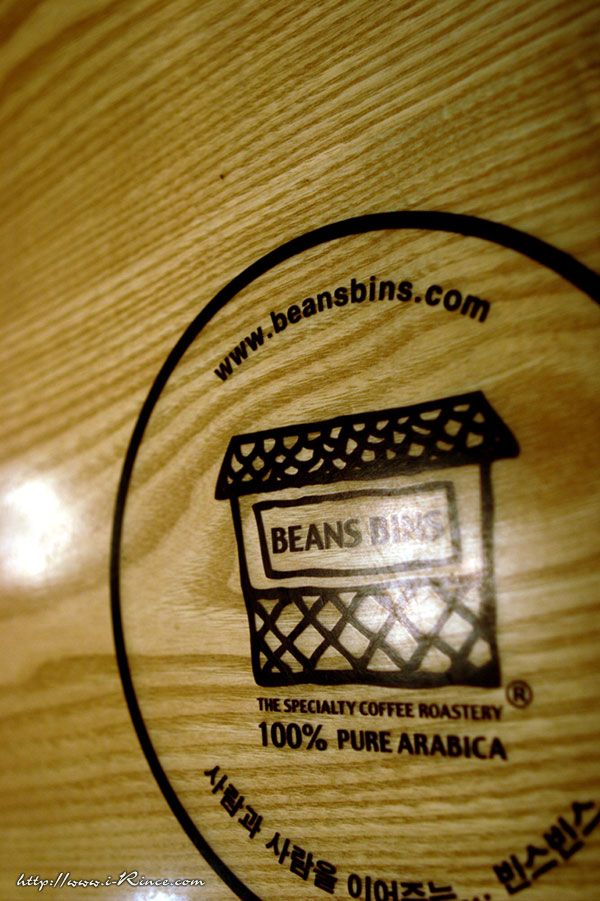 www.beansbins.com
BEANS BINS
®
THE SPECIALTY COFFEE ROASTERY
100% PURE ARABICA
사람과 사람을 이어주는 빈스빈스
http://www.i-Rince.com